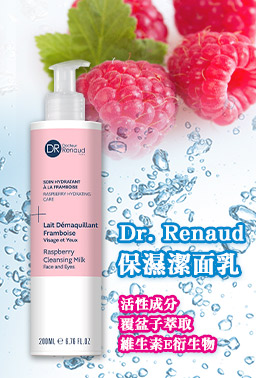 DR Docteur
Renaud
SOIN HYDRATANT
À LA FRAMBOISE
RASPBERRY HYDRATING
CARE
Lait Démaquillant
Framboise
Visage et Yeux
Raspberry
Cleansing Milk
Face and Eyes
200ML ℮ 6.76 FL.OZ
Dr. Renaud
保濕潔面乳
活性成分
覆盆子萃取
維生素E衍生物